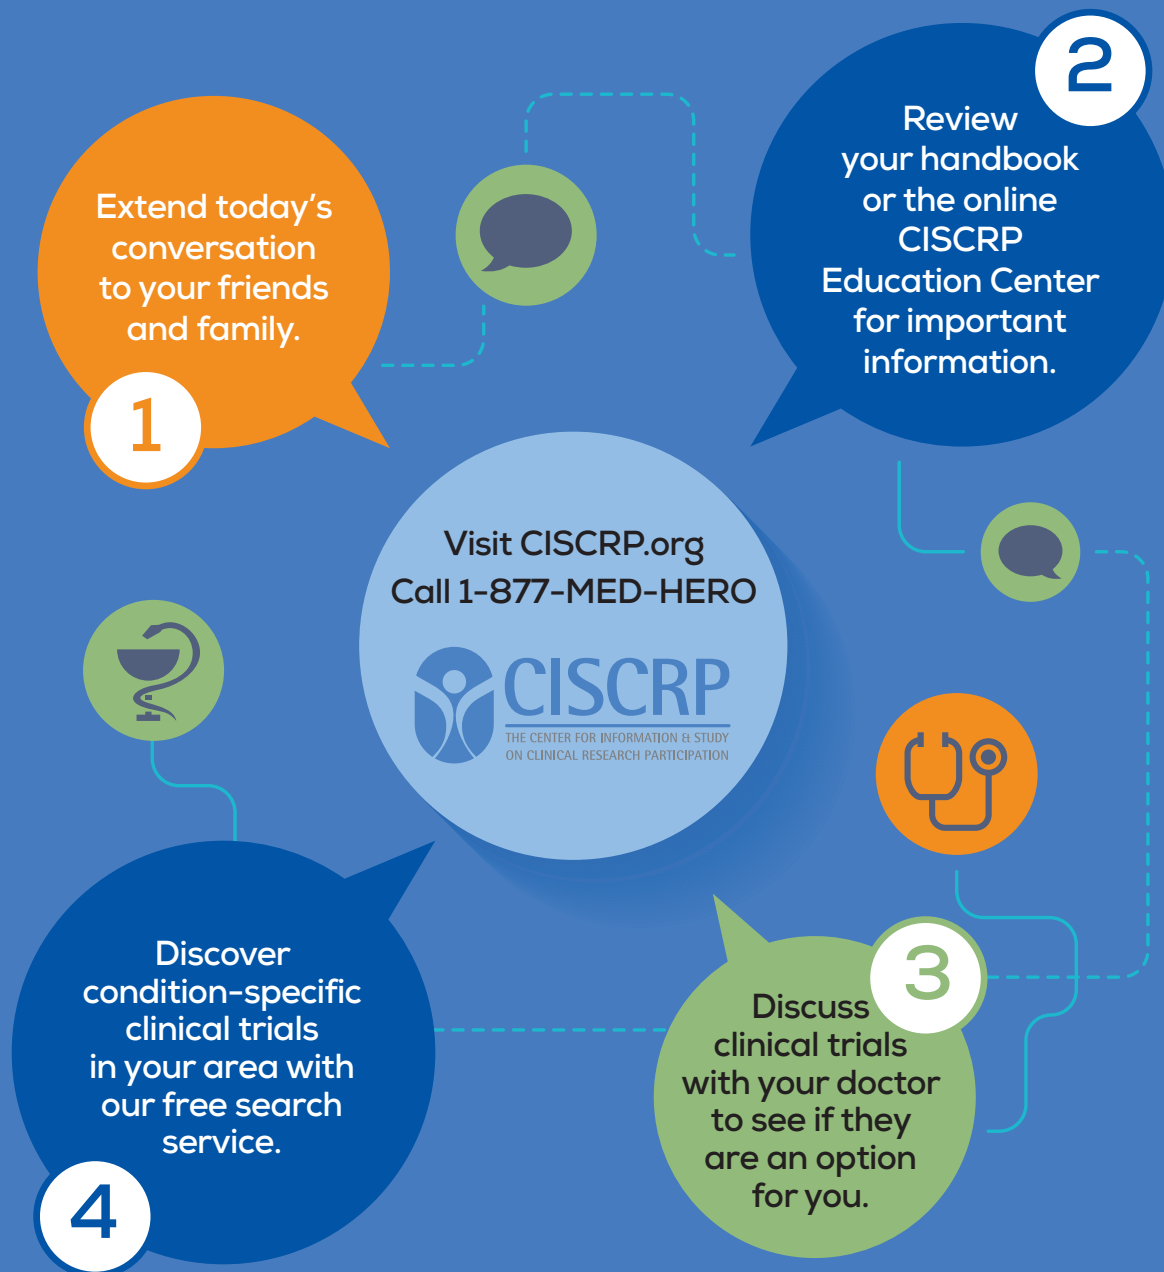 1
Extend today's
conversation
to your friends
and family.
2
Review
your handbook
or the online
CISCRP
Education Center
for important
information.
Visit CISCRP.org
Call 1-877-MED-HERO
CISCRP
THE CENTER FOR INFORMATION & STUDY
ON CLINICAL RESEARCH PARTICIPATION
3
Discuss
clinical trials
with your doctor
to see if they
are an option
for you.
4
Discover
condition-specific
clinical trials
in your area with
our free search
service.